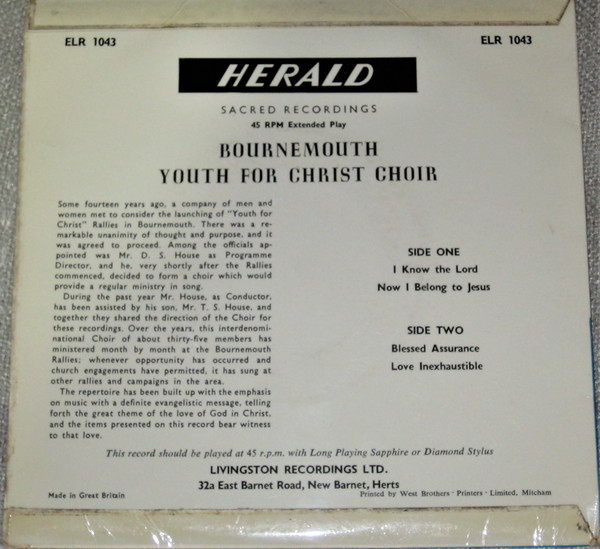 ELR 1043
ELR 1043
HERALD
SACRED RECORDINGS
45 RPM Extended Play
BOURNEMOUTH
YOUTH FOR CHRIST CHOIR
Some fourteen years ago, a company of men and
women met to consider the launching of "Youth for
Christ" Rallies in Bournemouth. There was a re-
markable unanimity of thought and purpose, and it
was agreed to proceed. Among the officials ap-
pointed was Mr. D. S. House as Programme
Director, and he, very shortly after the Rallies
commenced, decided to form a choir which would
provide a regular ministry in song.
During the past year Mr. House, as Conductor,
has been assisted by his son, Mr. T. S. House, and
together they shared the direction of the Choir for
these recordings. Over the years, this interdenomi-
national Choir of about thirty-five members has
ministered month by month at the Bournemouth
Rallies; whenever opportunity has occurred and
church engagements have permitted, it has sung at
other rallies and campaigns in the area.
The repertoire has been built up with the emphasis
on music with a definite evangelistic message, telling
forth the great theme of the love of God in Christ,
and the items presented on this record bear witness
to that love.
SIDE ONE
I Know the Lord
Now I Belong to Jesus
SIDE TWO
Blessed Assurance
Love Inexhaustible
This record should be played at 45 r.p.m. with Long Playing Sapphire or Diamond Stylus
LIVINGSTON RECORDINGS LTD.
32a East Barnet Road, New Barnet, Herts
Made in Great Britain
Printed by West Brothers · Printers · Limited, Mitcham